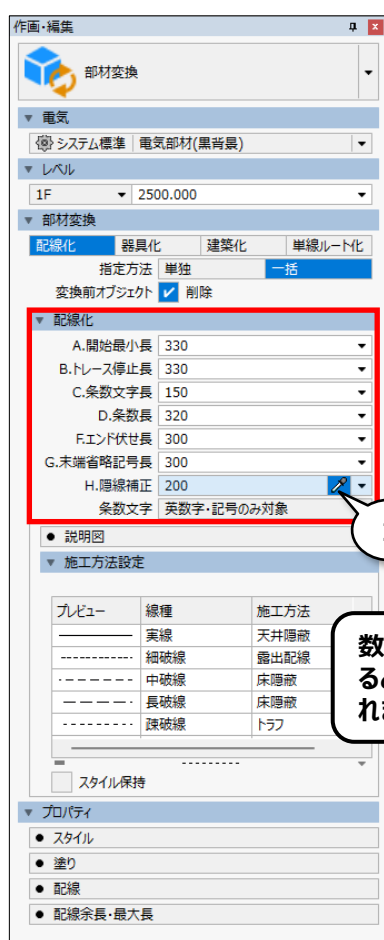 作画・編集
部材変換
電気
システム標準 電気部材(黒背景)
レベル
1F 2500.000
部材変換
配線化 器具化 建築化 単線ルート化
指定方法 単独 一括
変換前オブジェクト 削除
配線化
A.開始最小長 330
B.トレース停止長 330
C.条数文字長 150
D.条数長 320
F.エンド伏せ長 300
G.末端省略記号長 300
H.隠線補正 200
条数文字 英数字・記号のみ対象
説明図
施工方法設定
プレビュー 線種 施工方法
実線 天井隠蔽
細破線 露出配線
中破線 床隠蔽
長破線 床隠蔽
疎破線 トラフ
数
る
れ
スタイル保持
プロパティ
スタイル
塗り
配線
配線余長・最大長